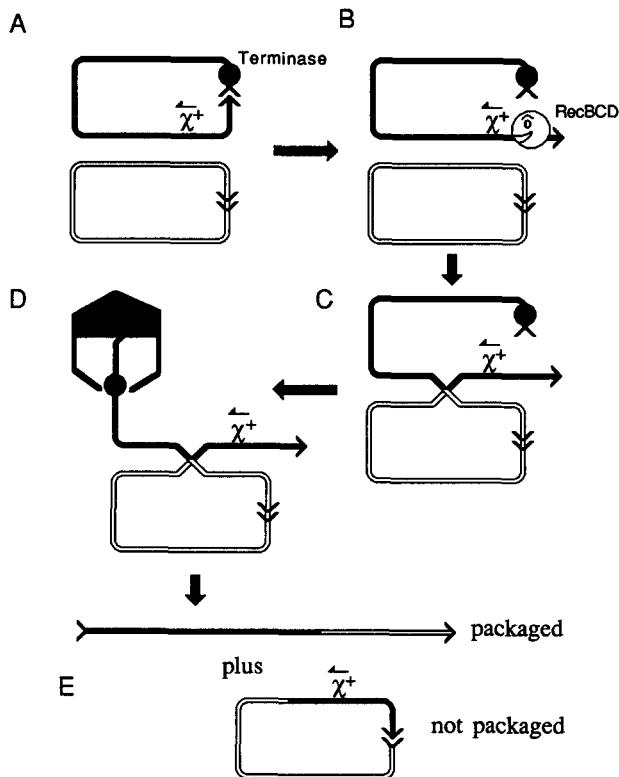 A
Terminase
χ+
B
RecBCD
χ+
D
χ+
C
χ+
packaged
plus
E
χ+
not packaged